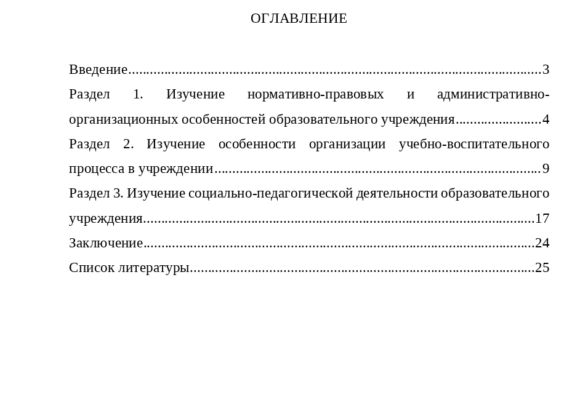 ОГЛАВЛЕНИЕ
Введение....................................................................................................................3
Раздел 1. Изучение нормативно-правовых и административно-
организационных особенностей образовательного учреждения........................4
Раздел 2. Изучение особенности организации учебно-воспитательного
процесса в учреждении............................................................................................9
Раздел 3. Изучение социально-педагогической деятельности образовательного
учреждения.............................................................................................................17
Заключение.............................................................................................................24
Список литературы................................................................................................25